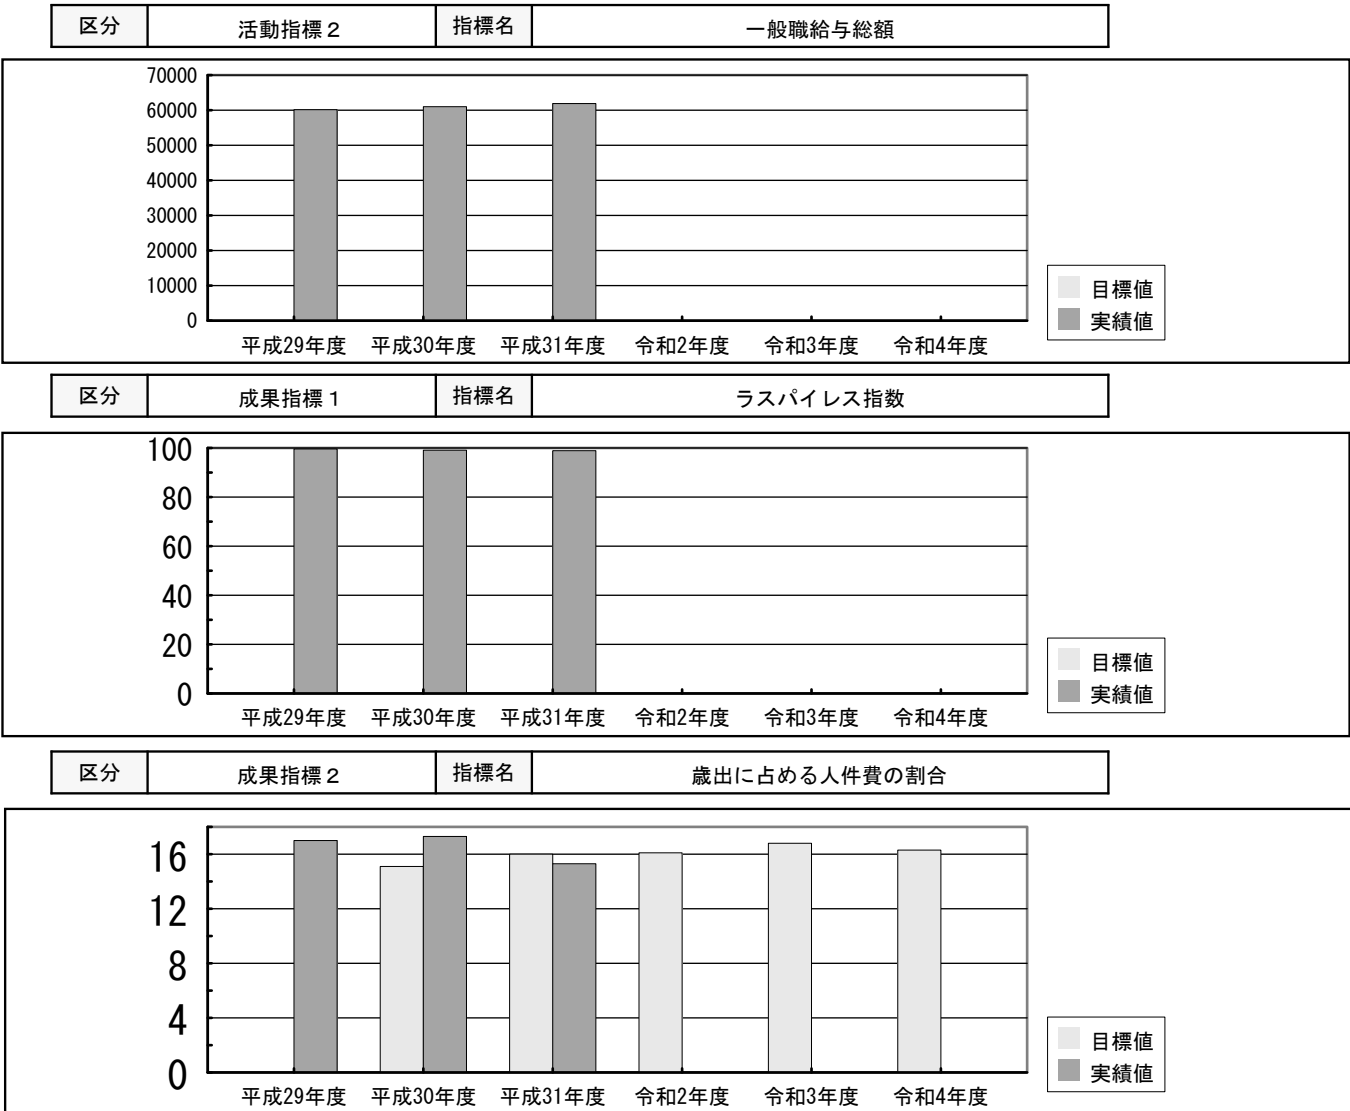 区分 活動指標２ 指標名 一般職給与総額
70000
60000
50000
40000
30000
20000
10000
0
平成29年度 平成30年度 平成31年度 令和2年度 令和3年度 令和4年度
目標値
実績値
区分 成果指標１ 指標名 ラスパイレス指数
100
80
60
40
20
0
平成29年度 平成30年度 平成31年度 令和2年度 令和3年度 令和4年度
目標値
実績値
区分 成果指標２ 指標名 歳出に占める人件費の割合
16
12
8
4
0
平成29年度 平成30年度 平成31年度 令和2年度 令和3年度 令和4年度
目標値
実績値